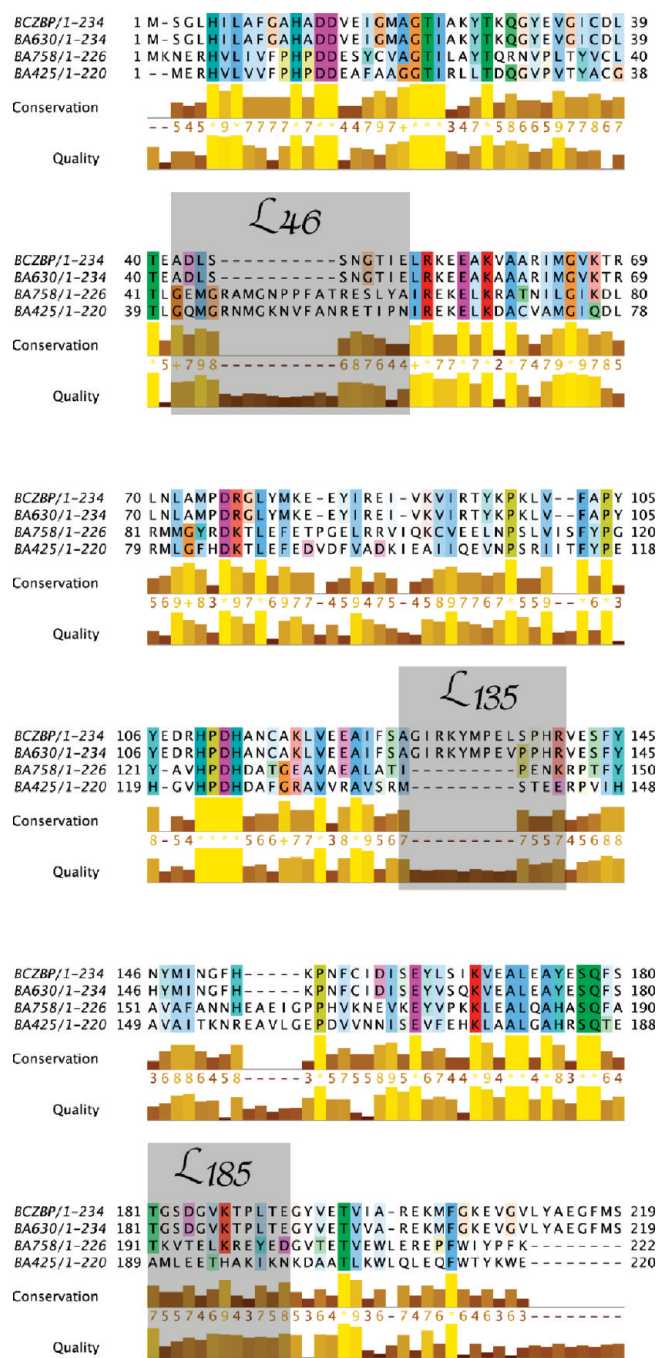 BCZBP/1-234 1 M-SGLHILAFGAHADDVEIGMAGTIAKYTKQGYEVGICDL 39
BA630/1-234 1 M-SGLHILAFGAHADDVEIGMAGTIAKYTKQGYEVGICDL 39
BA758/1-226 1 MKNERHVLIVFPHPDDESYCVAGTILAYTQRNVPLTYVCL 40
BA425/1-220 1 --MERHVLVVFPHPDDEAFAAGGTIRLLTDQGVPVTYACG 38
Conservation
--545*9*7777*7**44797+***347*58665977867
Quality
L46
BCZBP/1-234 40 TEADLS----------SNGTIELRKEEAKVAARIMGVKTR 69
BA630/1-234 40 TEADLS----------SNGTIELRKEEAKVAARIMGVKTR 69
BA758/1-226 41 TLGEMGRAMGNPPFATRESLYAIREKELKRATNILGIKDL 80
BA425/1-220 39 TLGQMGRNMGKNVFANRETIPNIREKELKDACVAMGIQDL 78
Conservation
*5+798----------687644+*77*7*2*7479*9785
Quality
BCZBP/1-234 70 LNLAMPDRGLYMKE-EYIREI-VKVIRTYKPKLV--FAPY 105
BA630/1-234 70 LNLAMPDRGLYMKE-EYIREI-VKVIRTYKPKLV--FAPY 105
BA758/1-226 81 RMMGYRDKTLEFETPGELRRVIQKCVEELNPSLVISFYPG 120
BA425/1-220 79 RMLGFHDKTLEFEDVDFVADKIEAIIQEVNPSRIITFYPE 118
Conservation
569+83*97*6977-459475-45897767*559--*6*3
Quality
L135
BCZBP/1-234 106 YEDRHPDHANCAKLVEEAIFSAGIRKYMPELSPHRVESFY 145
BA630/1-234 106 YEDRHPDHANCAKLVEEAIFSAGIRKYMPEVPPHRVESFY 145
BA758/1-226 121 Y-AVHPDHDATGEAVAEALATI---------PENKRPTFY 150
BA425/1-220 119 H-GVHPDHDAFGRAVVRAVSRM---------STEERPVIH 148
Conservation
8-54****566+77*38*9567---------755745688
Quality
BCZBP/1-234 146 NYMINGFH-----KPNFCIDISEYLSIKVEALEAYESQFS 180
BA630/1-234 146 HYMINGFH-----KPNFCIDISEYVSQKVEALEAYESQFS 180
BA758/1-226 151 AVAFANNHEAEIGPPHVKNEVKEYVPKKLEALQAHASQFA 190
BA425/1-220 149 AVAITKNREAVLGEPDVVNNISEVFEHKLAALGAHRSQTE 188
Conservation
36886458-----3*5755895*6744*94**4*83**64
Quality
L185
BCZBP/1-234 181 TGSDGVKTPLTEGYVETVIA-REKMFGKEVGVLYAEGFMS 219
BA630/1-234 181 TGSDGVKTPLTEGYVETVVA-REKMFGKEVGVLYAEGFMS 219
BA758/1-226 191 TKVTELKREYEDGVTETVEWLEREPFWIYPFK-------- 222
BA425/1-220 189 AMLEETHAKIKNKDAATLKWLQLEQFWTYKWE-------- 220
Conservation
7557469437585364*936-7476*646363--------
Quality